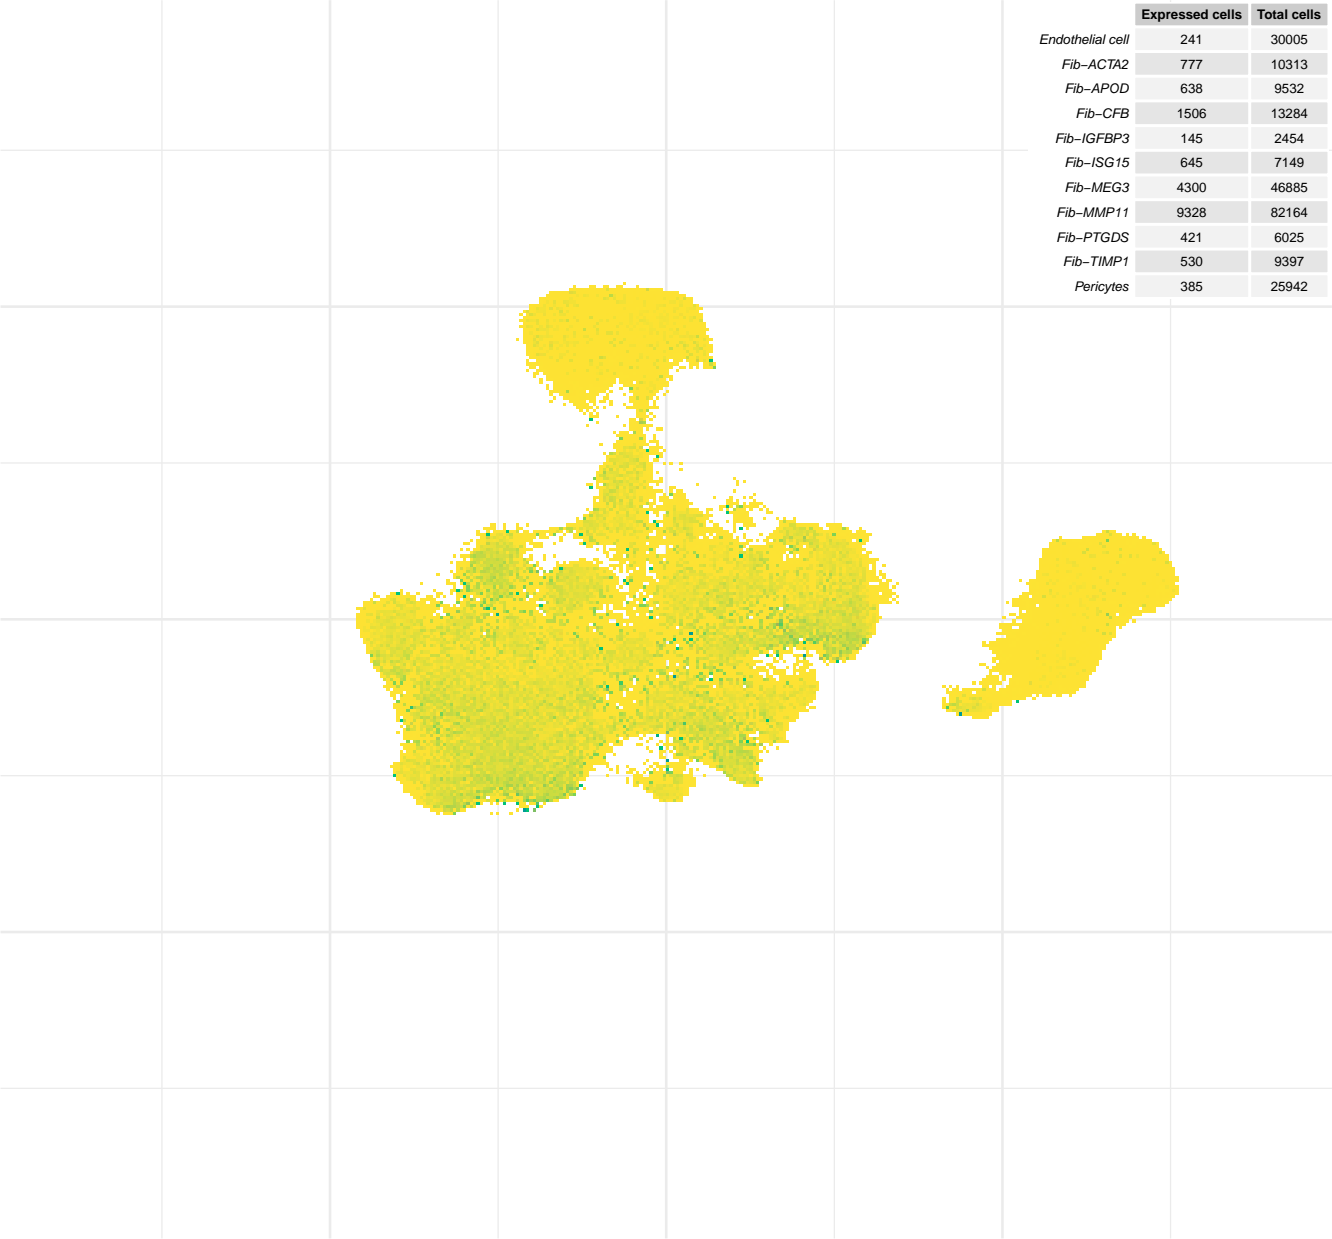 Expressed cells Total cells
Endothelial cell 241 30005
Fib−ACTA2 777 10313
Fib−APOD 638 9532
Fib−CFB 1506 13284
Fib−IGFBP3 145 2454
Fib−ISG15 645 7149
Fib−MEG3 4300 46885
Fib−MMP11 9328 82164
Fib−PTGDS 421 6025
Fib−TIMP1 530 9397
Pericytes 385 25942